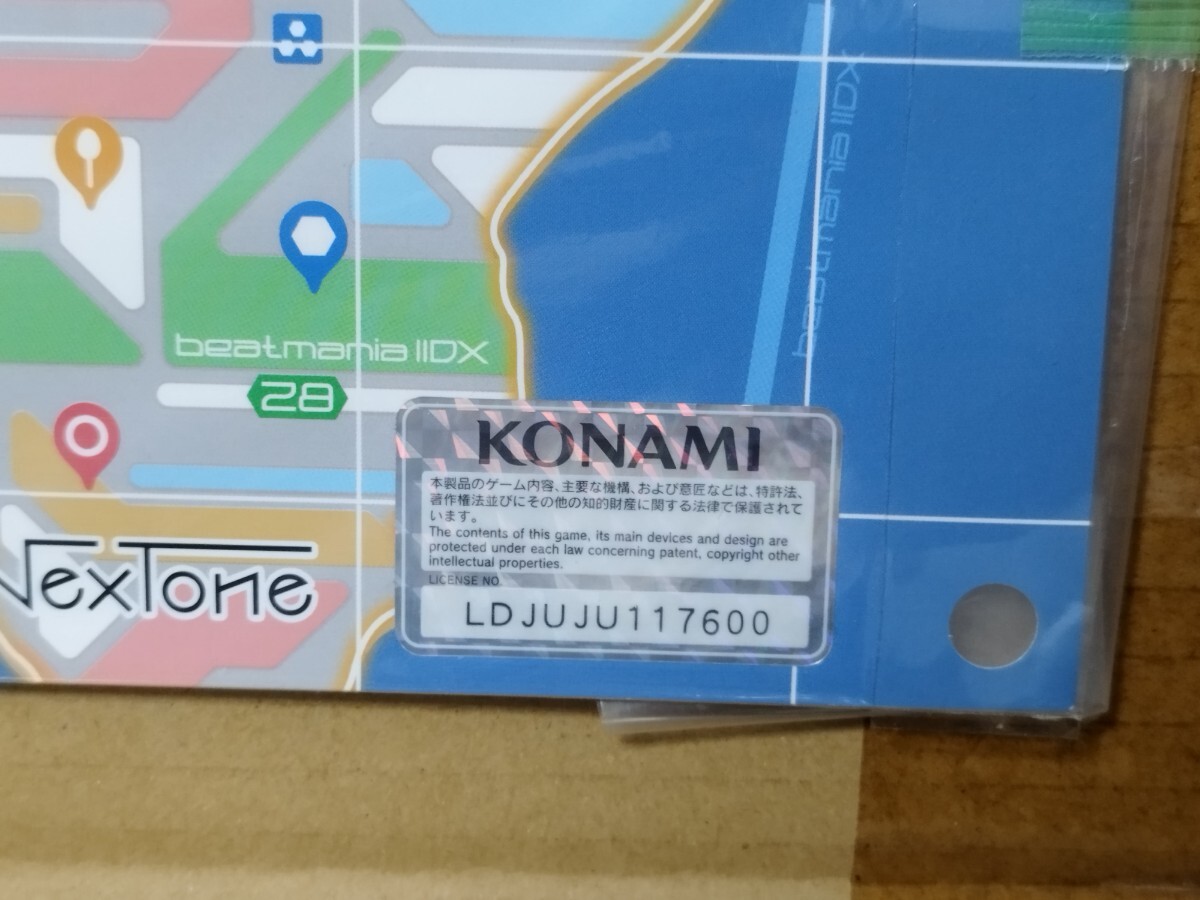 beatmania IIDX
beatmania IIDX
28
KONAMI
本製品のゲーム内容、主要な機構、および意匠などは、特許法、
著作権法並びにその他の知的財産に関する法律で保護されて
います。
The contents of this game, its main devices and design are
protected under each law concerning patent, copyright other
intellectual properties.
LICENSE NO.
LDJUJU117600
NexTone